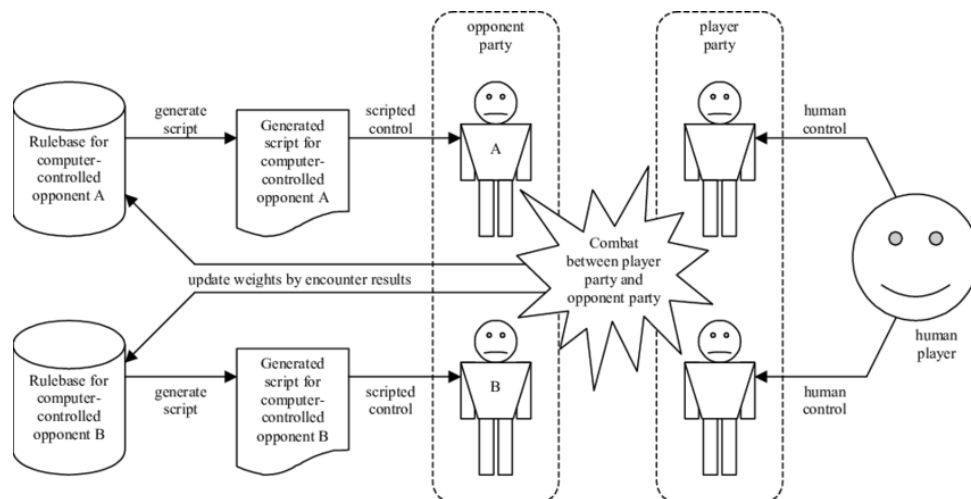 opponent
party
player
party
generate
script
scripted
control
human
control
Rulebase for
computer-
controlled
opponent A
Generated
script for
computer-
controlled
opponent A
A
Combat
between player
party and
opponent party
update weights by encounter results
human
player
Rulebase for
computer-
controlled
opponent B
generate
script
Generated
script for
computer-
controlled
opponent B
scripted
control
B
human
control